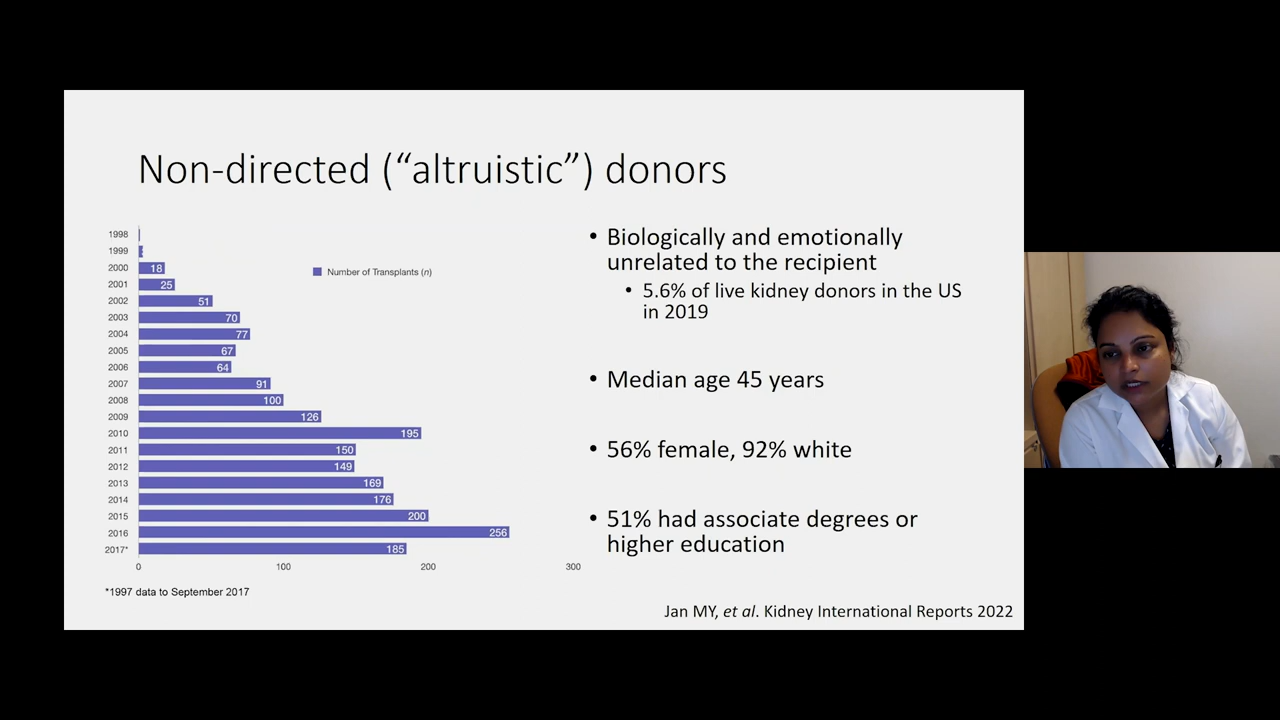 Non-directed (“altruistic”) donors
1998
1999
2000 18
2001 25
2002 51
2003 70
2004 77
2005 67
2006 64
2007 91
2008 100
2009 126
2010 195
2011 150
2012 149
2013 169
2014 176
2015 200
2016 256
2017* 185
0 100 200 300
Number of Transplants (n)
*1997 data to September 2017
• Biologically and emotionally
unrelated to the recipient
• 5.6% of live kidney donors in the US
in 2019
• Median age 45 years
• 56% female, 92% white
• 51% had associate degrees or
higher education
Jan MY, et al. Kidney International Reports 2022